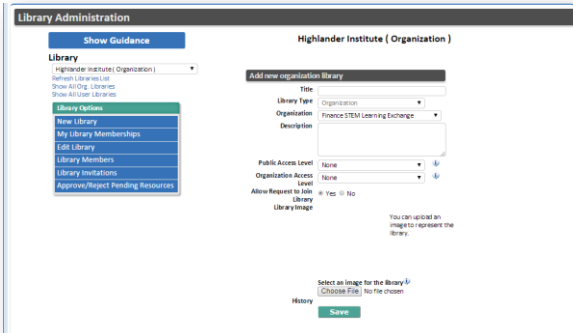 Library Administration
Show Guidance
Highlander Institute ( Organization )
Library
Highlander Institute ( Organization )
Refresh Libraries List
Show All Org. Libraries
Show All User Libraries
Library Options
New Library
My Library Memberships
Edit Library
Library Members
Library Invitations
Approve/Reject Pending Resources
Add new organization library
Title
Library Type Organization
Organization Finance STEM Learning Exchange
Description
Public Access Level None
Organization Access Level None
Allow Request to Join Library Yes No
Library Image
You can upload an
image to represent the
library.
Select an image for the library
Choose File No file chosen
History
Save